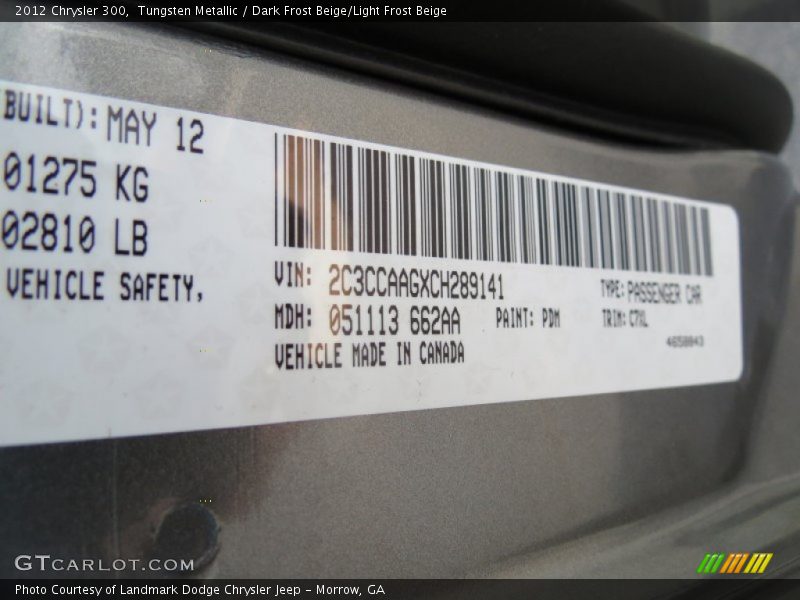 2012 Chrysler 300, Tungsten Metallic / Dark Frost Beige/Light Frost Beige
BUILT): MAY 12
01275 KG
02810 LB
VEHICLE SAFETY,
VIN: 2C3CCAAGXCH289141
TYPE: PASSENGER CAR
MDH: 051113 662AA
PAINT: PDM
TRIM: C7XL
VEHICLE MADE IN CANADA
4658043
GTCARLOT.COM
Photo Courtesy of Landmark Dodge Chrysler Jeep – Morrow, GA